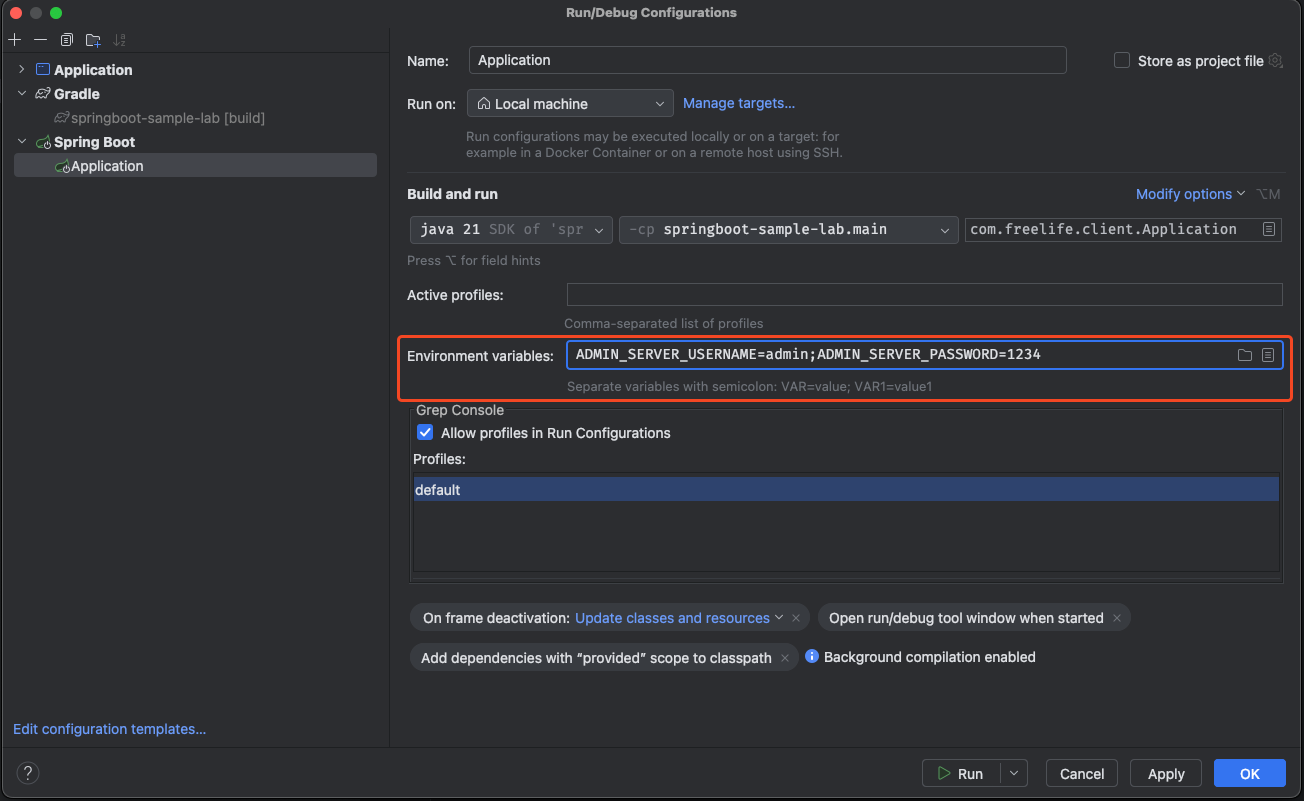 Run/Debug Configurations
Application
Gradle
springboot-sample-lab [build]
Spring Boot
Application
Edit configuration templates...
Name: Application
Store as project file
Run on: Local machine Manage targets...
Run configurations may be executed locally or on a target: for
example in a Docker Container or on a remote host using SSH.
Build and run
Modify options ⌥M
java 21 SDK of 'spr -cp springboot-sample-lab.main com.freelife.client.Application
Press ⌥ for field hints
Active profiles:
Comma-separated list of profiles
Environment variables: ADMIN_SERVER_USERNAME=admin;ADMIN_SERVER_PASSWORD=1234
Separate variables with semicolon: VAR=value; VAR1=value1
Grep Console
Allow profiles in Run Configurations
Profiles:
default
On frame deactivation: Update classes and resources × Open run/debug tool window when started ×
Add dependencies with “provided” scope to classpath × Background compilation enabled
? Run Cancel Apply OK